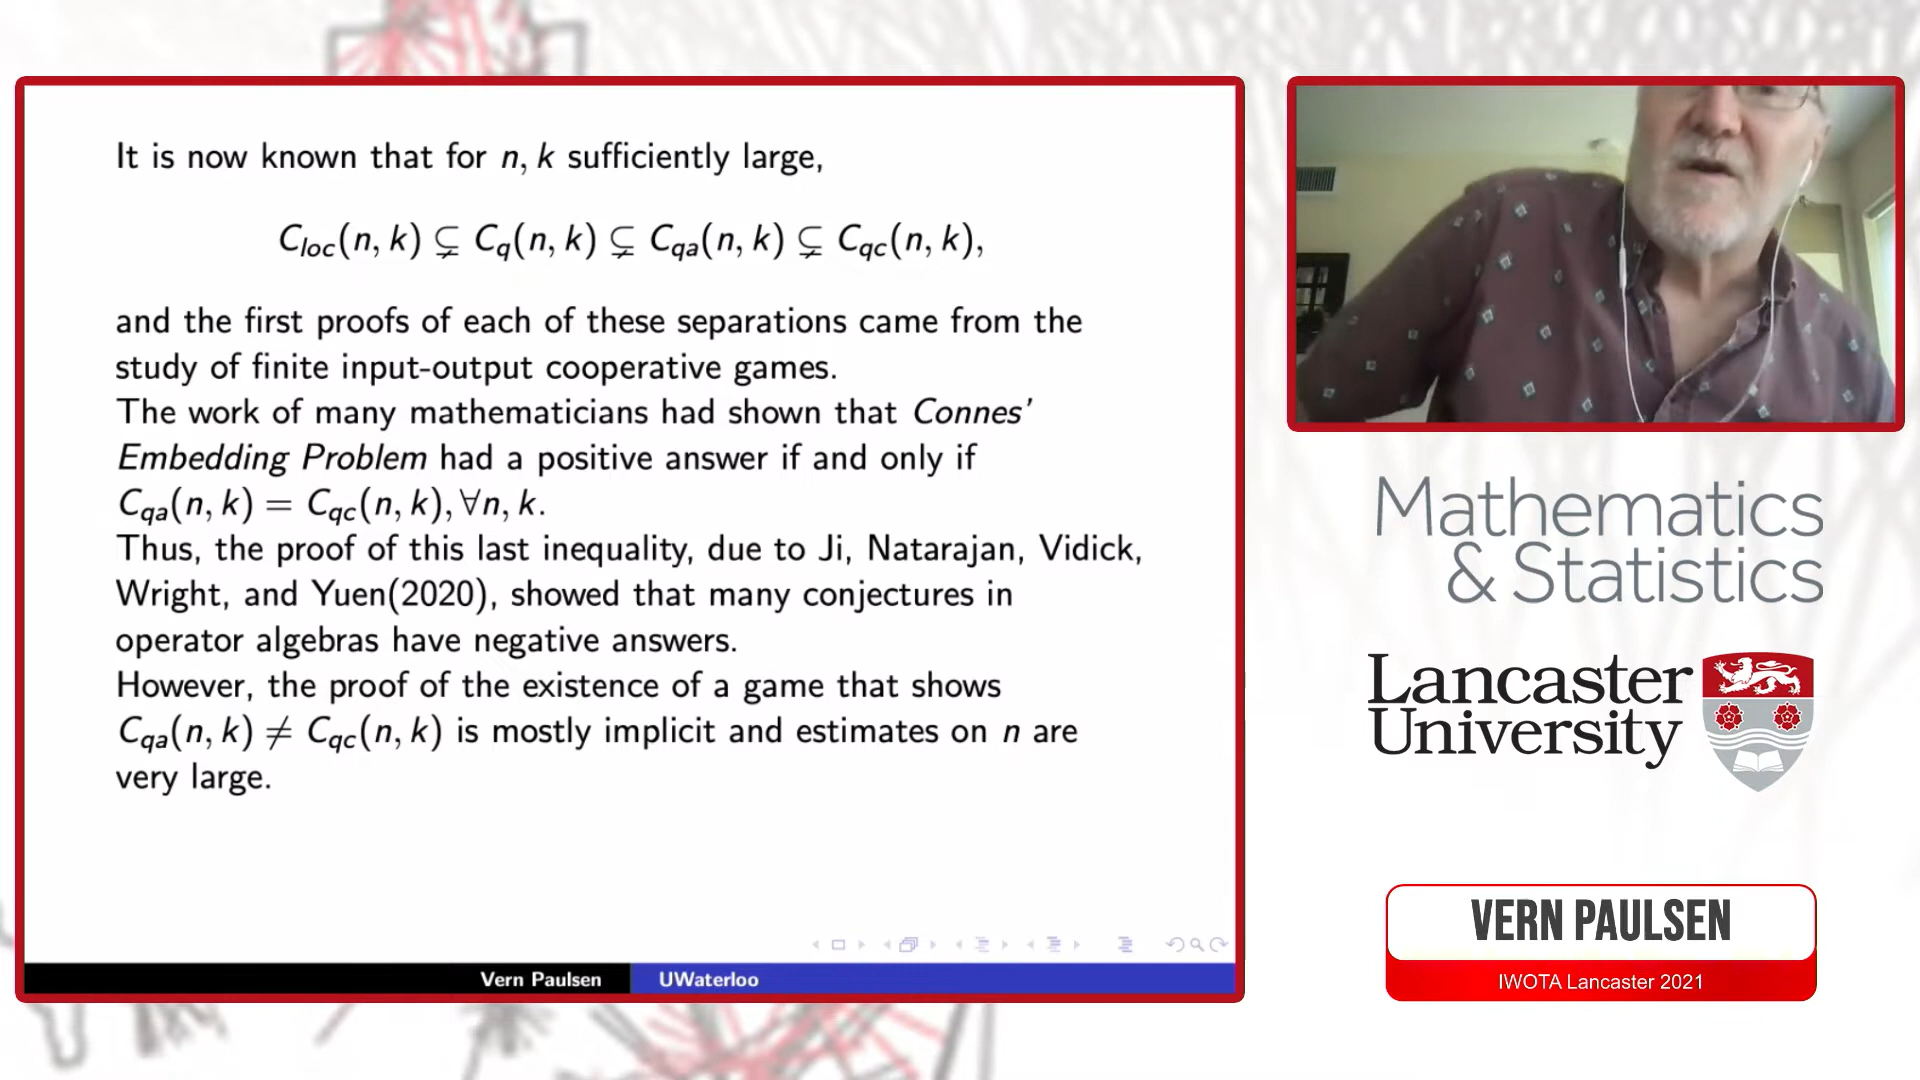 It is now known that for n, k sufficiently large,
C_loc(n, k) ⊊ C_q(n, k) ⊊ C_qa(n, k) ⊊ C_qc(n, k),
and the first proofs of each of these separations came from the
study of finite input-output cooperative games.
The work of many mathematicians had shown that Connes'
Embedding Problem had a positive answer if and only if
C_qa(n, k) = C_qc(n, k), ∀n, k.
Thus, the proof of this last inequality, due to Ji, Natarajan, Vidick,
Wright, and Yuen(2020), showed that many conjectures in
operator algebras have negative answers.
However, the proof of the existence of a game that shows
C_qa(n, k) ≠ C_qc(n, k) is mostly implicit and estimates on n are
very large.
Vern Paulsen UWaterloo
Mathematics
& Statistics
Lancaster
University
VERN PAULSEN
IWOTA Lancaster 2021